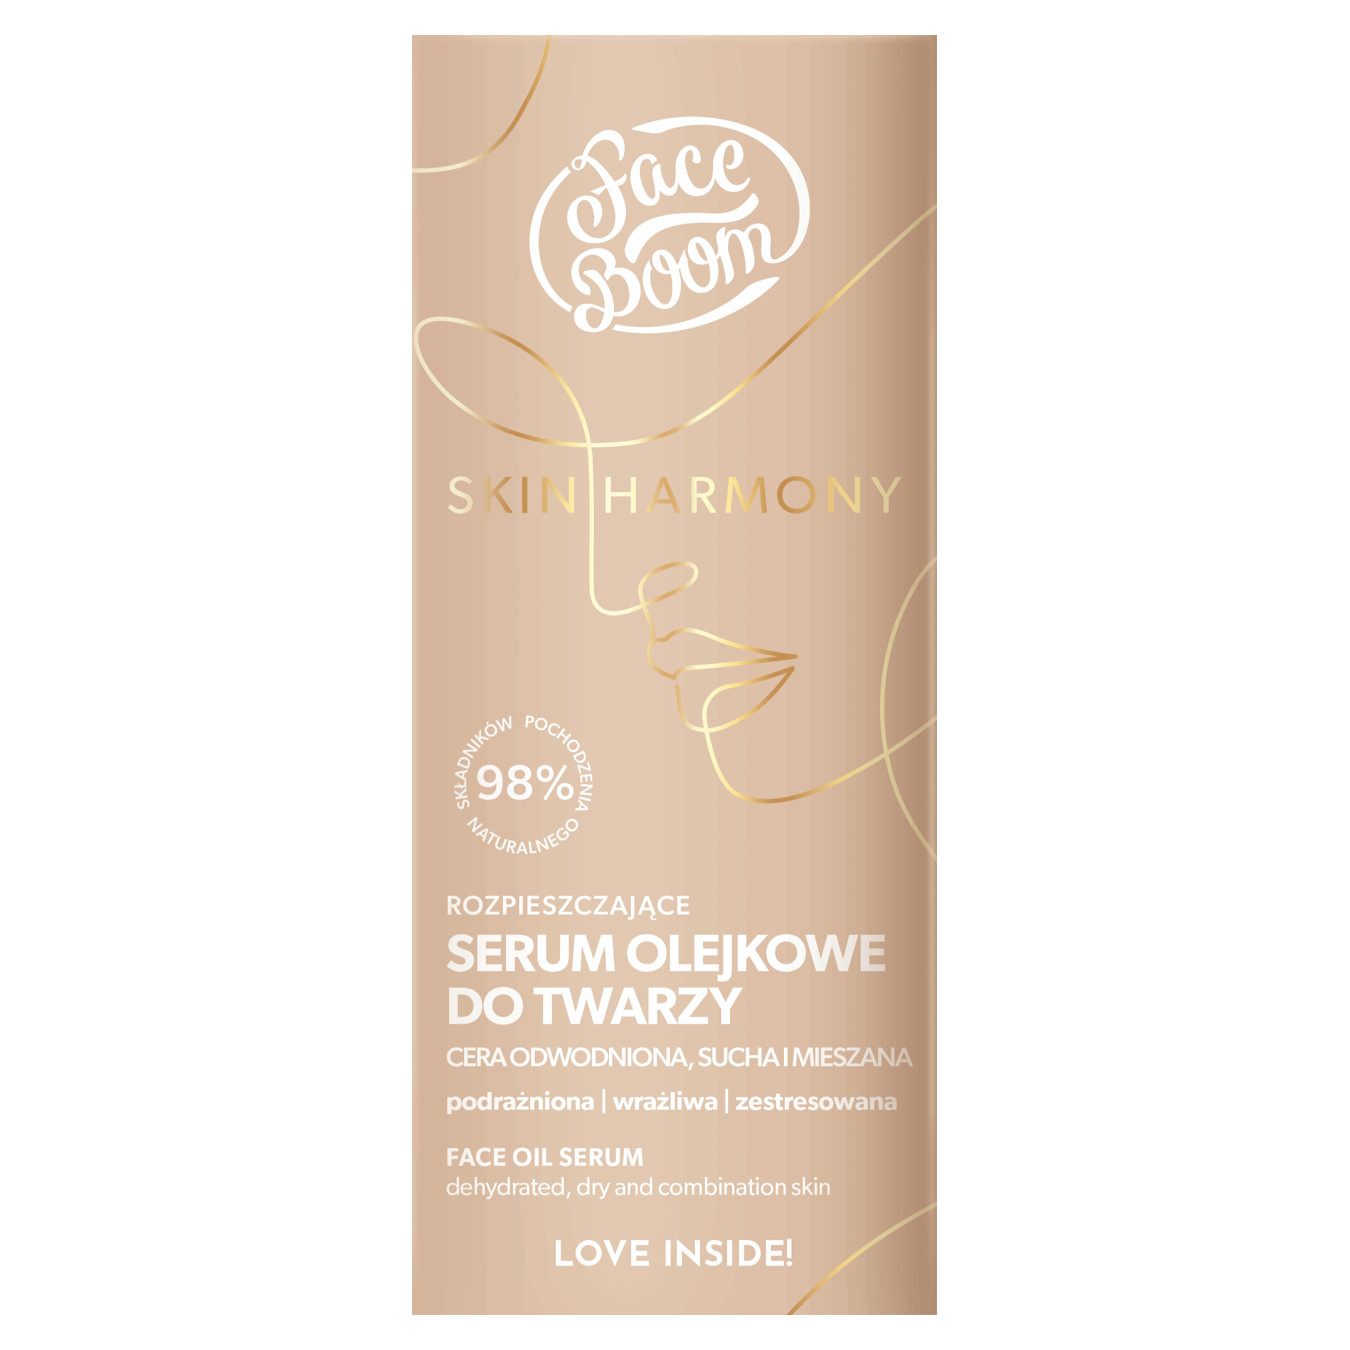 Face
Boom
SKIN HARMONY
98%
SKŁADNIKÓW POCHODZENIA
NATURALNEGO
ROZPIESZCZAJĄCE
SERUM OLEJKOWE
DO TWARZY
CERA ODWODNIONA, SUCHA I MIESZANA
podrażniona | wrażliwa | zestresowana
FACE OIL SERUM
dehydrated, dry and combination skin
LOVE INSIDE!